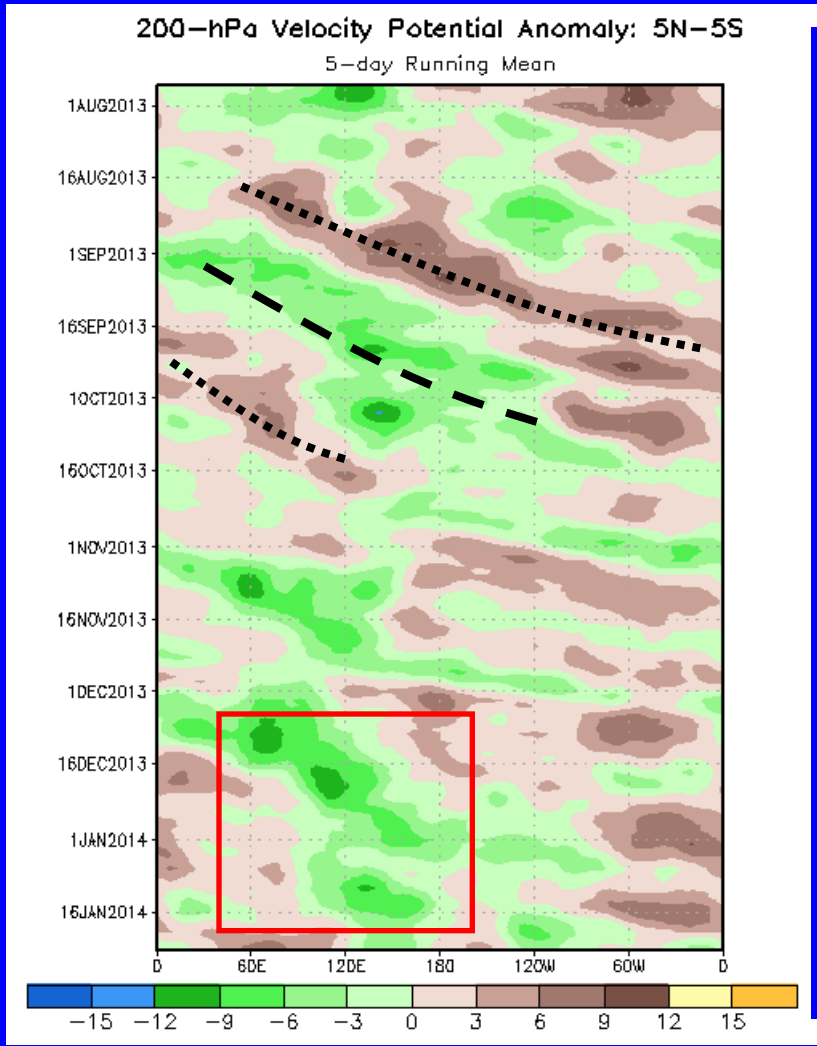 200-hPa Velocity Potential Anomaly: 5N-5S
5-day Running Mean
1AUG2013
16AUG2013
1SEP2013
16SEP2013
1OCT2013
16OCT2013
1NOV2013
16NOV2013
1DEC2013
16DEC2013
1JAN2014
16JAN2014
0 60E 120E 180 120W 60W 0
-15 -12 -9 -6 -3 0 3 6 9 12 15